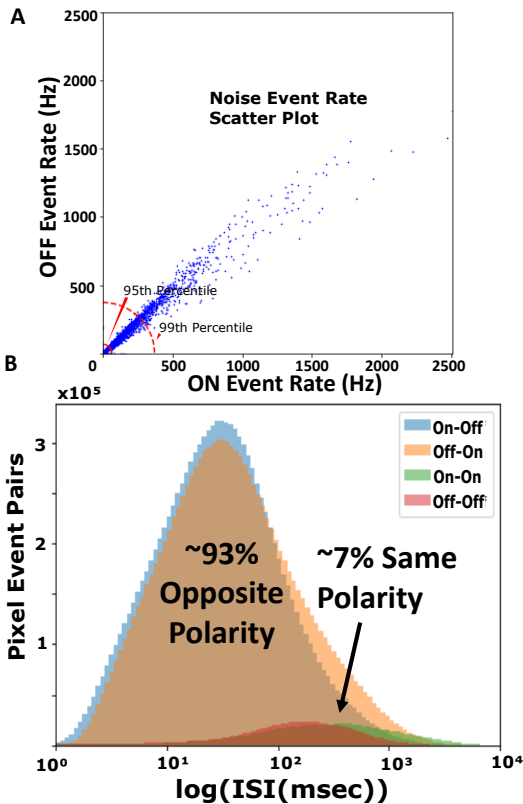 A
2500
2000
1500
1000
500
0
OFF Event Rate (Hz)
Noise Event Rate
Scatter Plot
95th Percentile
99th Percentile
500
1000
1500
2000
2500
ON Event Rate (Hz)
B
x10⁵
3
2
1
Pixel Event Pairs
On-Off
Off-On
On-On
Off-Off
~93%
Opposite
Polarity
~7% Same
Polarity
10⁰
10¹
10²
10³
10⁴
log(ISI(msec))